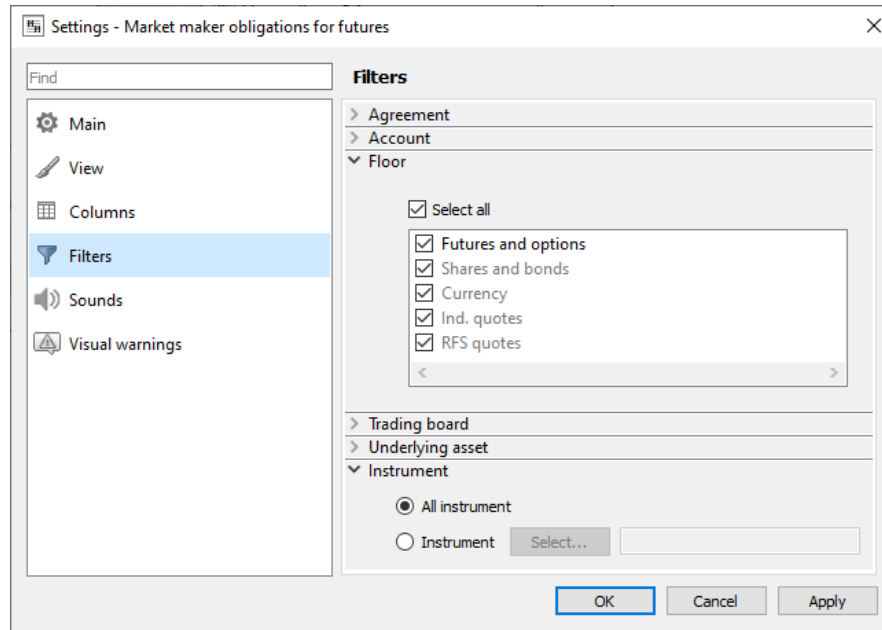 Settings - Market maker obligations for futures
Find
Main
View
Columns
Filters
Sounds
Visual warnings
Filters
Agreement
Account
Floor
Select all
Futures and options
Shares and bonds
Currency
Ind. quotes
RFS quotes
Trading board
Underlying asset
Instrument
All instrument
Instrument Select...
OK Cancel Apply